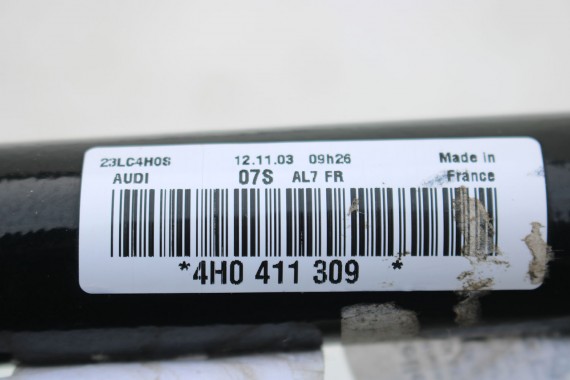 23LC4H0S 12.11.03 09h26 Made in
AUDI 07S AL7 FR France
*4H0 411 309 *